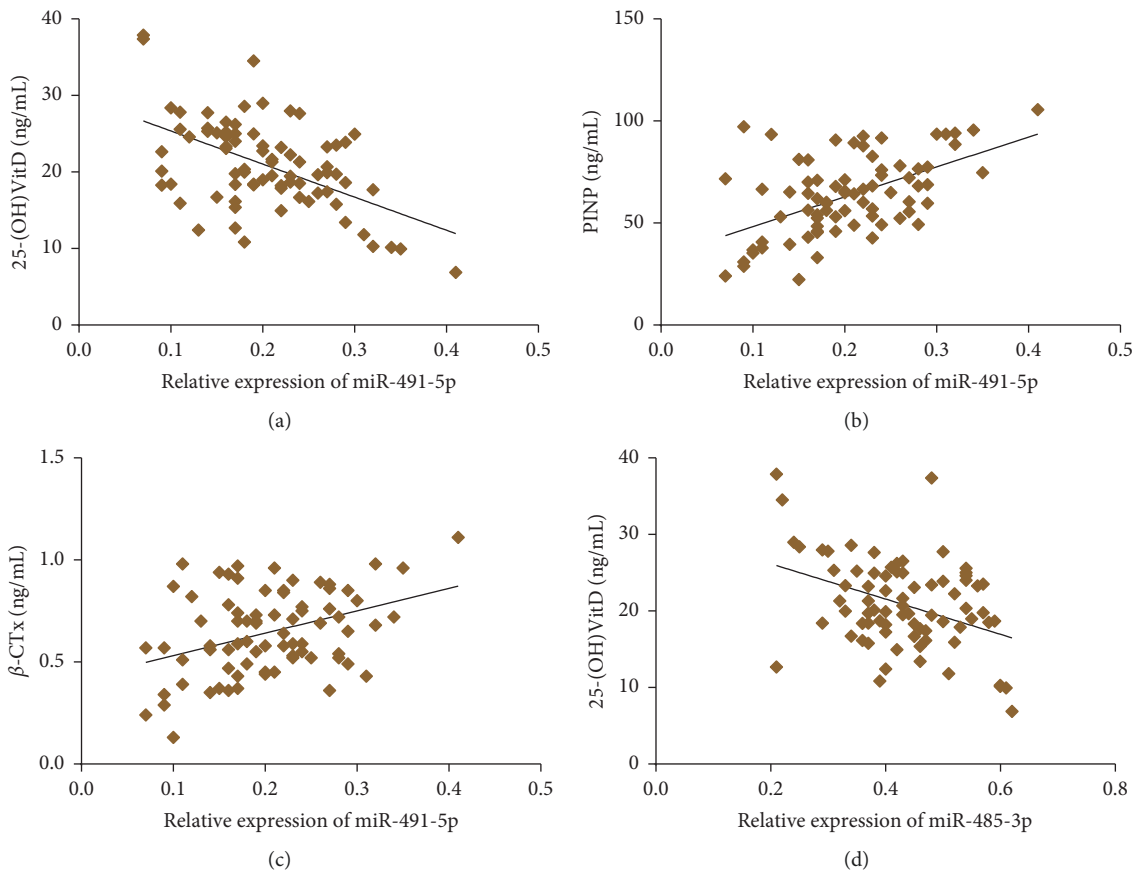 40
30
20
10
0
25-(OH) VitD (ng/mL)
0.0 0.1 0.2 0.3 0.4 0.5
Relative expression of miR-491-5p
(a)
150
100
50
0
PINP (ng/mL)
0.0 0.1 0.2 0.3 0.4 0.5
Relative expression of miR-491-5p
(b)
1.5
1.0
0.5
0.0
β-CTx (ng/mL)
0.0 0.1 0.2 0.3 0.4 0.5
Relative expression of miR-491-5p
(c)
40
30
20
10
0
25-(OH) VitD (ng/mL)
0.0 0.2 0.4 0.6 0.8
Relative expression of miR-485-3p
(d)